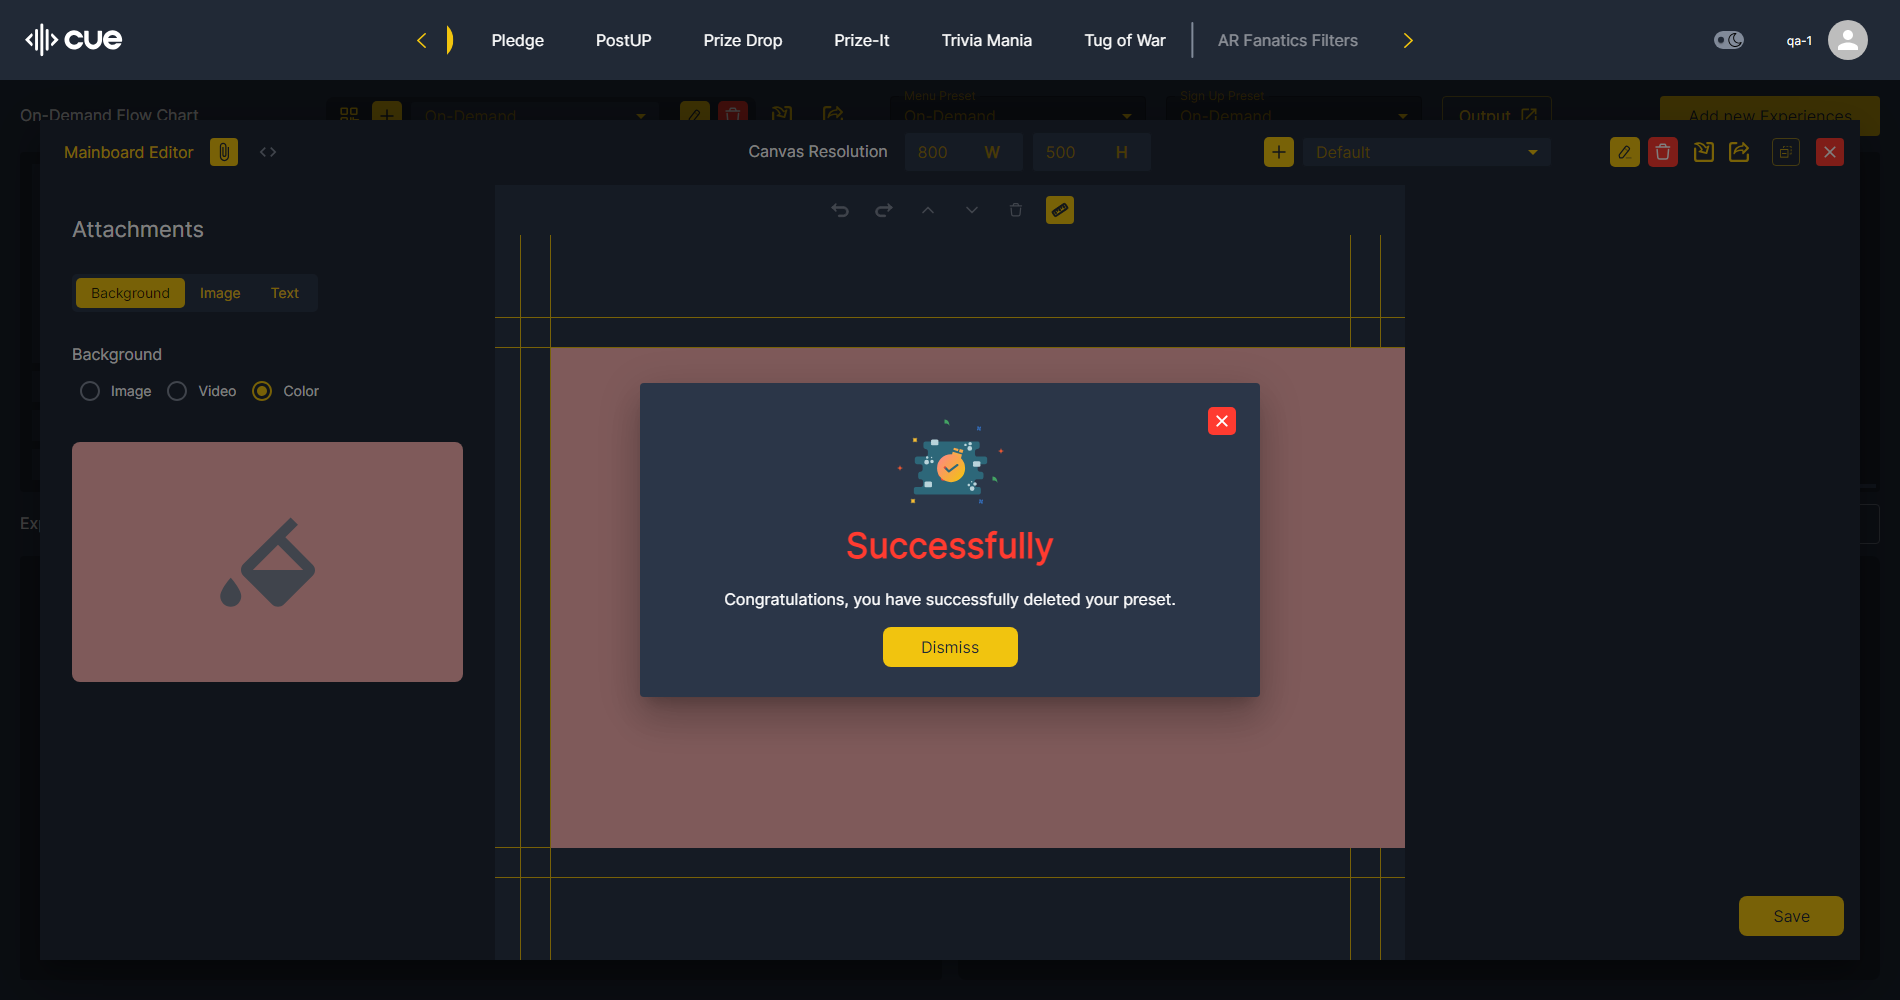 cue
Pledge
PostUP
Prize Drop
Prize-It
Trivia Mania
Tug of War
AR Fanatics Filters
qa-1
On-Demand Flow Chart
On-Demand
Menu Preset
On-Demand
Sign Up Preset
On-Demand
Output
Add new Experiences
Mainboard Editor
Canvas Resolution
800 W
500 H
Default
Attachments
Background Image Text
Background
Image Video Color
Successfully
Congratulations, you have successfully deleted your preset.
Dismiss
Save